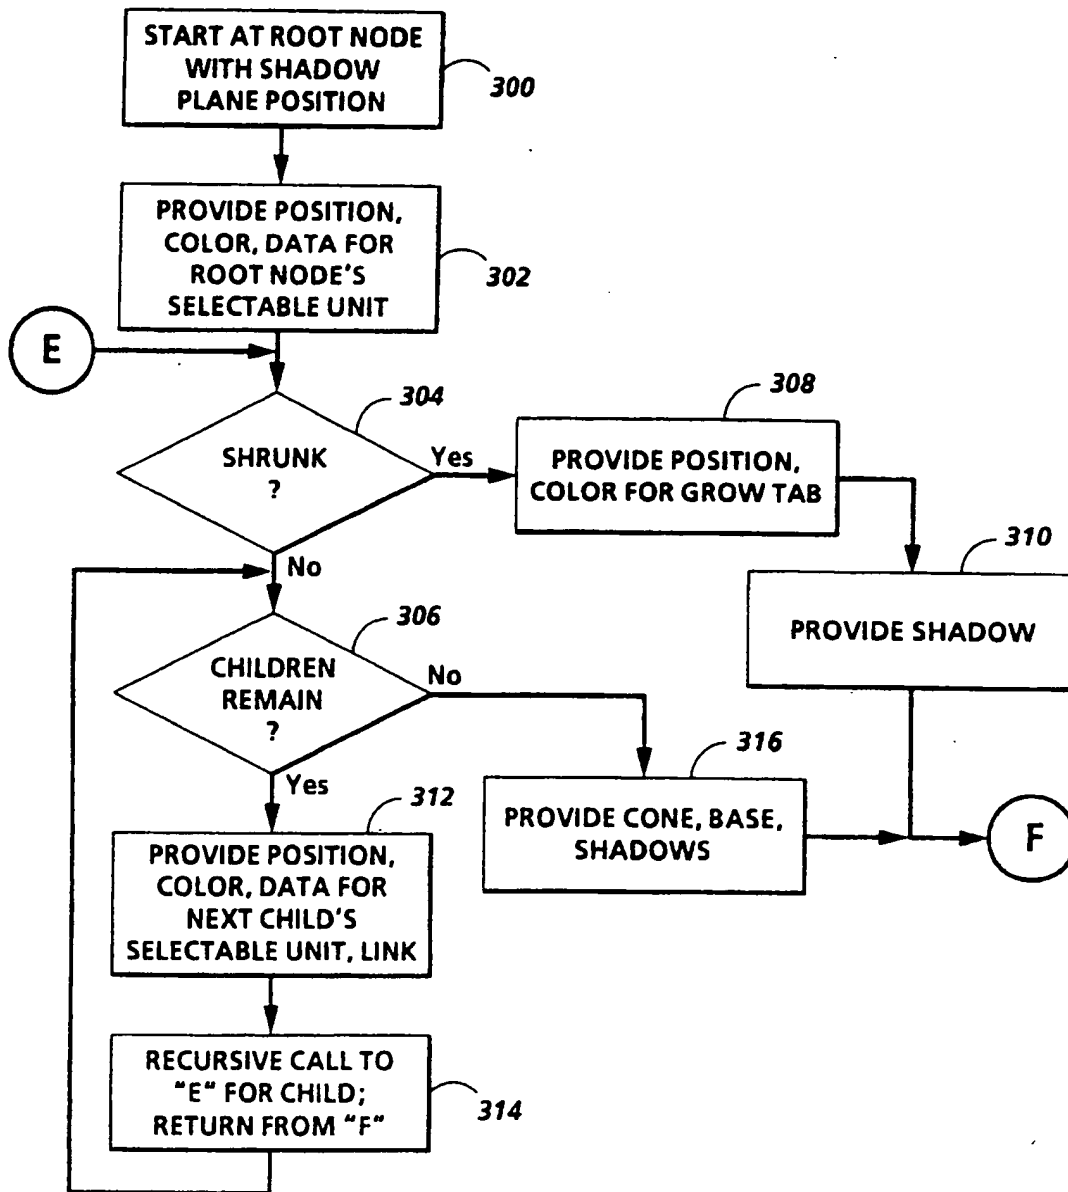 START AT ROOT NODE
WITH SHADOW
PLANE POSITION
300
PROVIDE POSITION,
COLOR, DATA FOR
ROOT NODE'S
SELECTABLE UNIT
302
E
304
SHRUNK
?
Yes
No
308
PROVIDE POSITION,
COLOR FOR GROW TAB
310
PROVIDE SHADOW
306
CHILDREN
REMAIN
?
No
Yes
316
PROVIDE CONE, BASE,
SHADOWS
F
312
PROVIDE POSITION,
COLOR, DATA FOR
NEXT CHILD'S
SELECTABLE UNIT, LINK
RECURSIVE CALL TO
"E" FOR CHILD;
RETURN FROM "F"
314